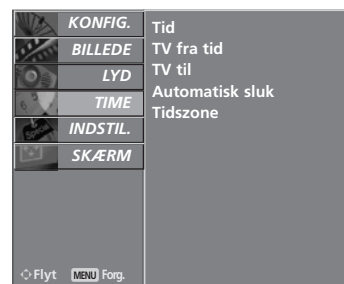 KONFIG.
BILLEDE
LYD
TIME
INDSTIL.
SKÆRM
Tid
TV fra tid
TV til
Automatisk sluk
Tidszone
Flyt MENU Forg.